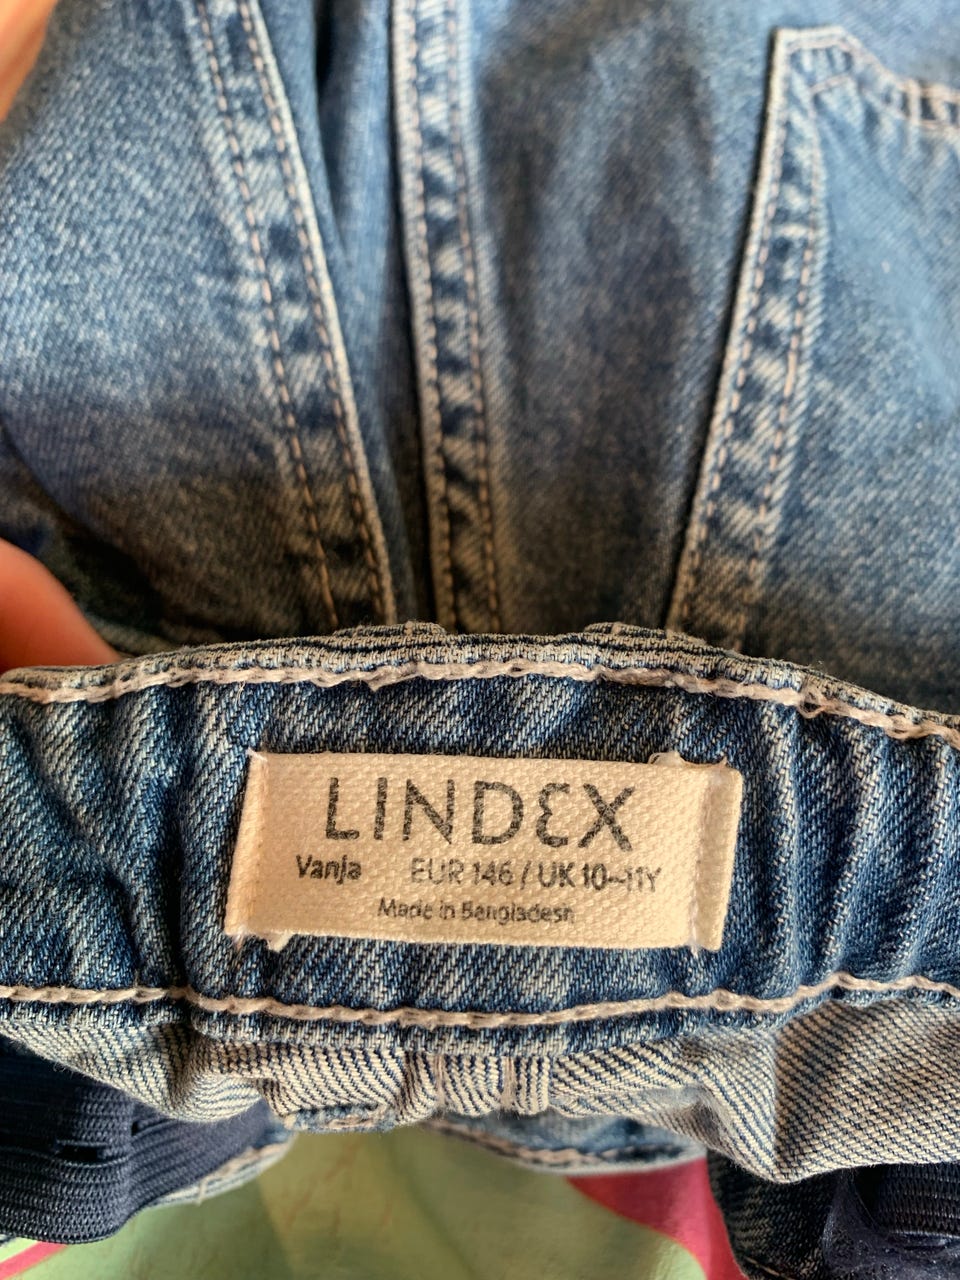 LINDEX
Vanja EUR 146 / UK 10-11Y
Made in Bangladesh